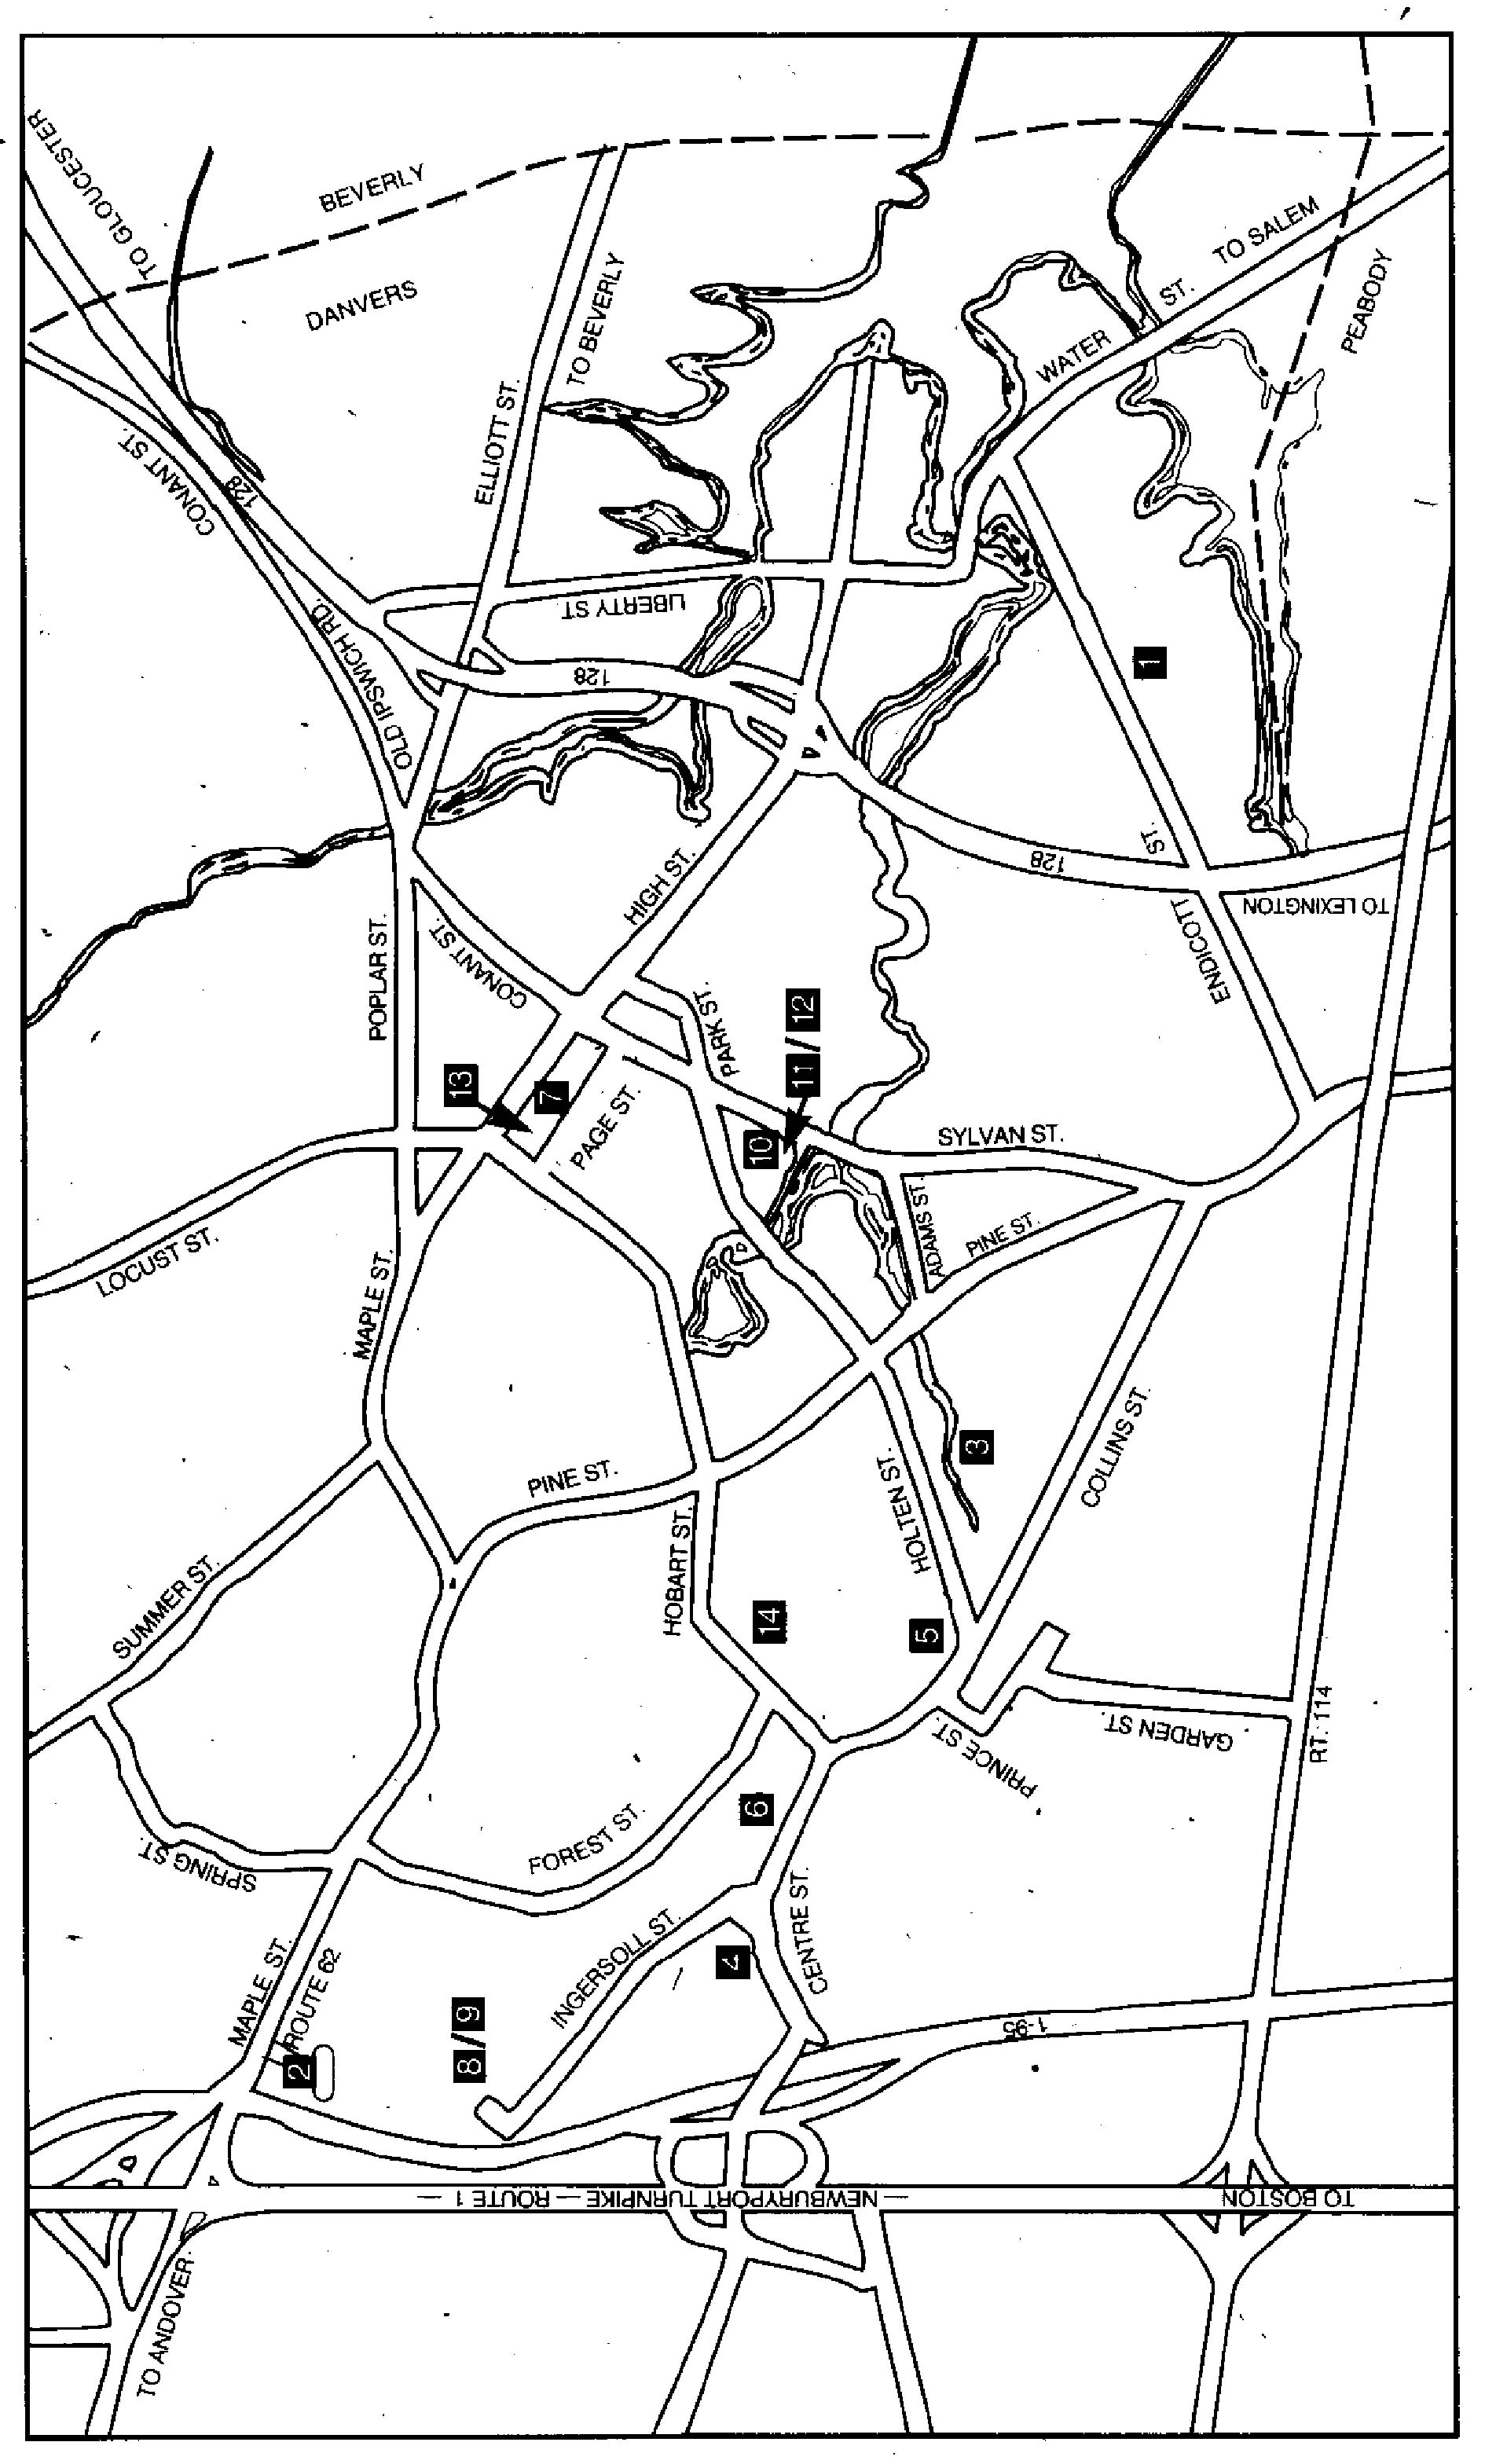 TO GLOUCESTER
BEVERLY
DANVERS
CONANT ST.
128
ELLIOTT ST.
TO BEVERLY
WATER
ST.
TO SALEM
PEABODY
OLD IPSWICH RD.
LIBERTY ST.
128
1
HIGH ST.
128
ENDICOTT
ST.
TO LEXINGTON
POPLAR ST.
CONANT ST.
PARK ST.
11/12
13
7
PAGE ST.
10
SYLVAN ST.
LOCUST ST.
MAPLE ST.
ADAMS ST.
PINE ST.
PINE ST.
3
COLLINS ST.
HOLTEN ST.
SUMMER ST.
HOBART ST.
14
5
PRINCE ST.
GARDEN ST.
RT. 114
SPRING ST.
FOREST ST.
6
CENTRE ST.
INGERSOLL ST.
4
MAPLE ST.
ROUTE 62
2
8/9
1-95
— NEWBURYPORT TURNPIKE — ROUTE 1 —
TO BOSTON
TO ANDOVER